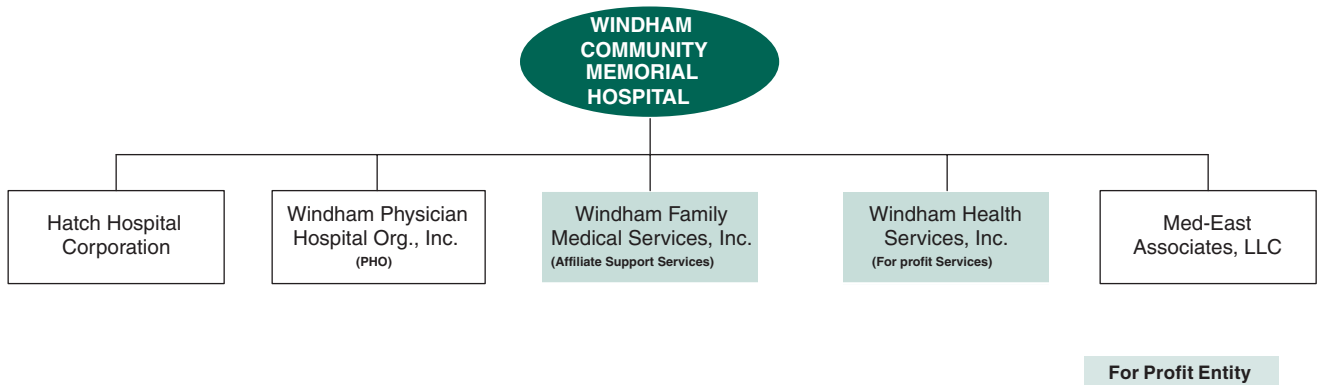 WINDHAM
COMMUNITY
MEMORIAL
HOSPITAL
Hatch Hospital
Corporation
Windham Physician
Hospital Org., Inc.
(PHO)
Windham Family
Medical Services, Inc.
(Affiliate Support Services)
Windham Health
Services, Inc.
(For profit Services)
Med-East
Associates, LLC
For Profit Entity